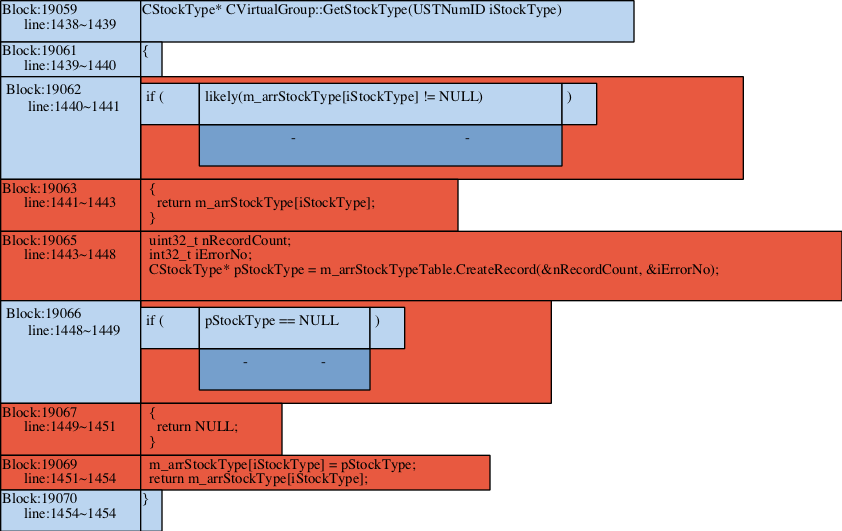 Block:19059 CStockType* CVirtualGroup::GetStockType(USTNumID iStockType)
line:1438~1439
Block:19061 {
line:1439~1440
Block:19062
line:1440~1441
if ( likely(m_arrStockType[iStockType] != NULL) )
- -
Block:19063 {
line:1441~1443 return m_arrStockType[iStockType];
}
Block:19065 uint32_t nRecordCount;
line:1443~1448 int32_t iErrorNo;
CStockType* pStockType = m_arrStockTypeTable.CreateRecord(&nRecordCount, &iErrorNo);
Block:19066
line:1448~1449
if ( pStockType == NULL )
- -
Block:19067 {
line:1449~1451 return NULL;
}
Block:19069 m_arrStockType[iStockType] = pStockType;
line:1451~1454 return m_arrStockType[iStockType];
Block:19070 }
line:1454~1454